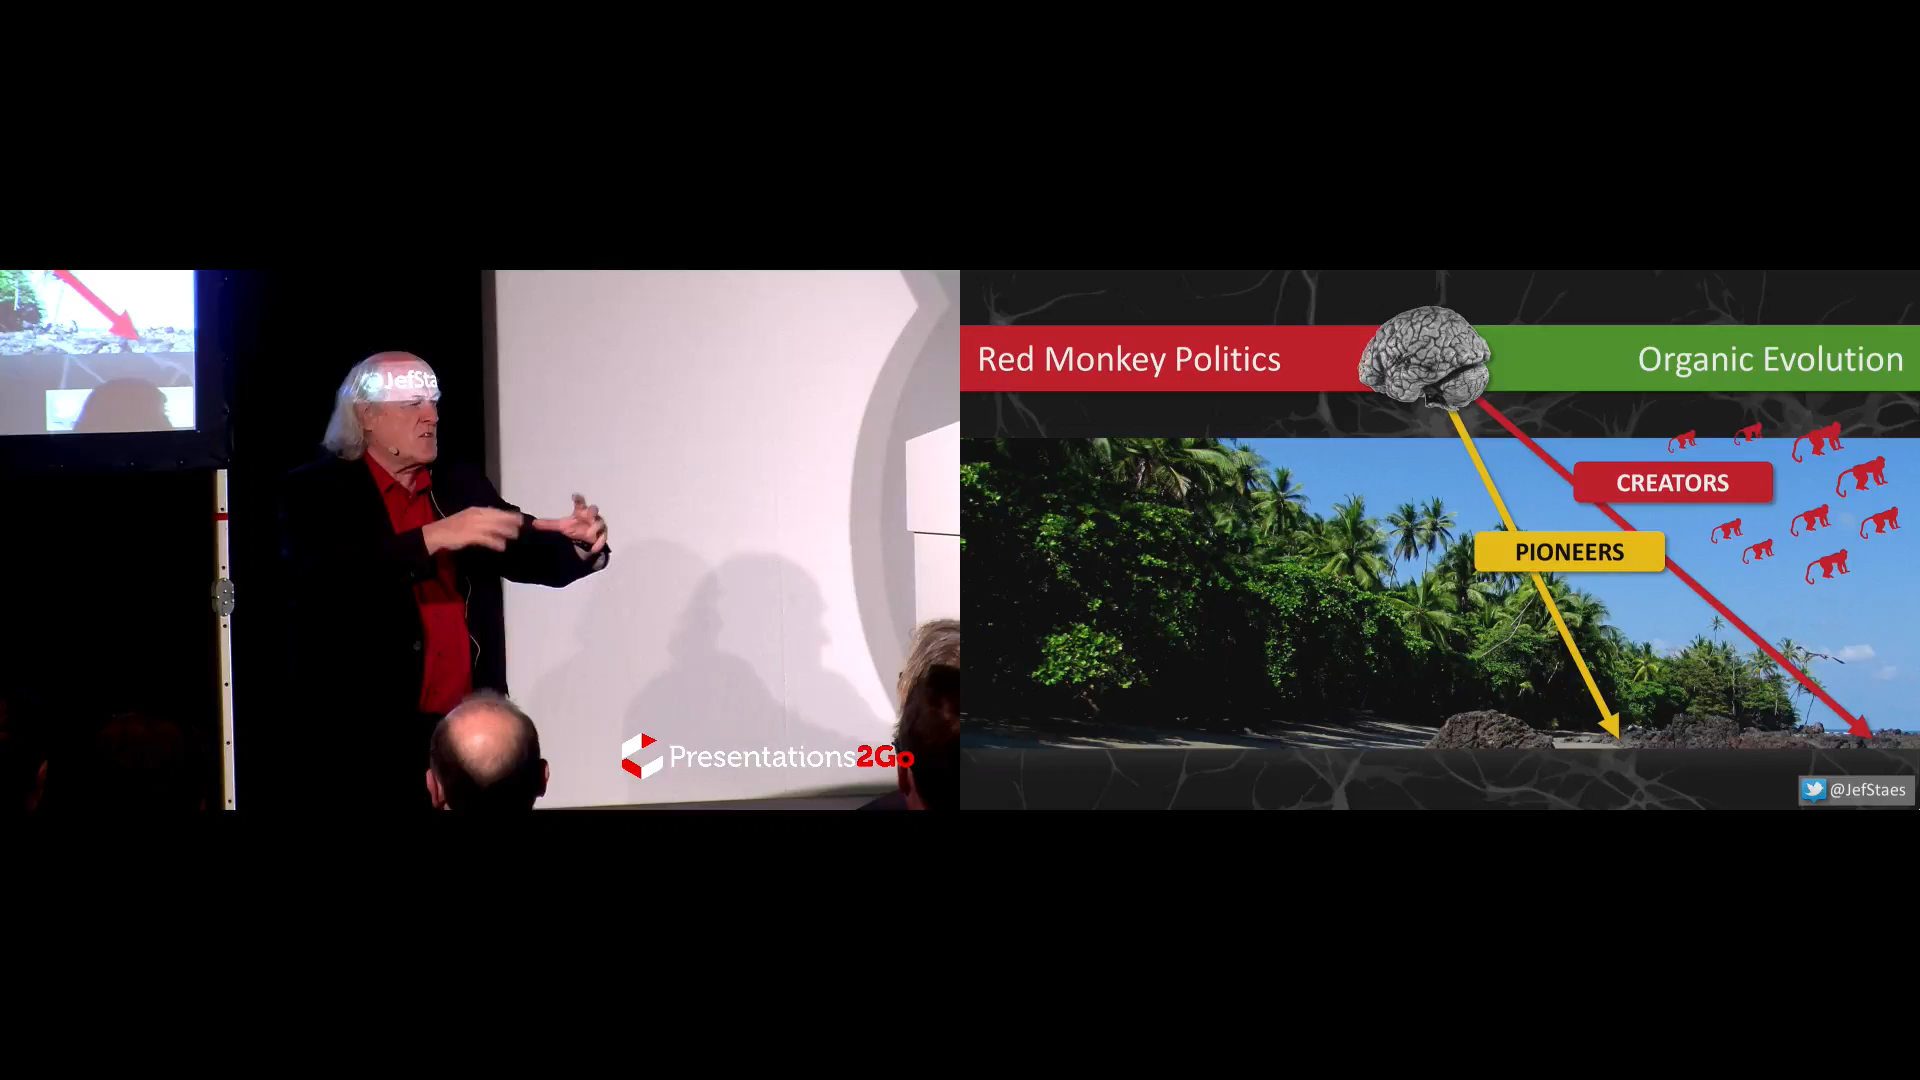 @JefSta
Presentations2Go
Red Monkey Politics
Organic Evolution
CREATORS
PIONEERS
@JefStaes